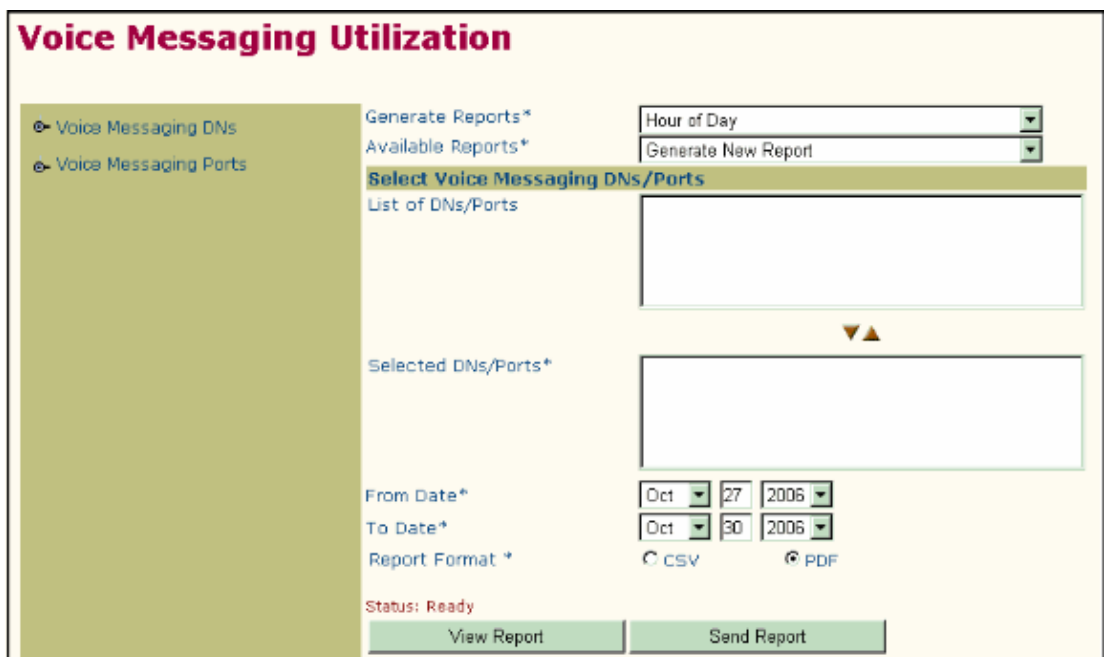 Voice Messaging Utilization
Voice Messaging DNs
Voice Messaging Ports
Generate Reports* Hour of Day
Available Reports* Generate New Report
Select Voice Messaging DNs/Ports
List of DNs/Ports
Selected DNs/Ports*
From Date* Oct 27 2006
To Date* Oct 30 2006
Report Format * CSV PDF
Status: Ready
View Report Send Report